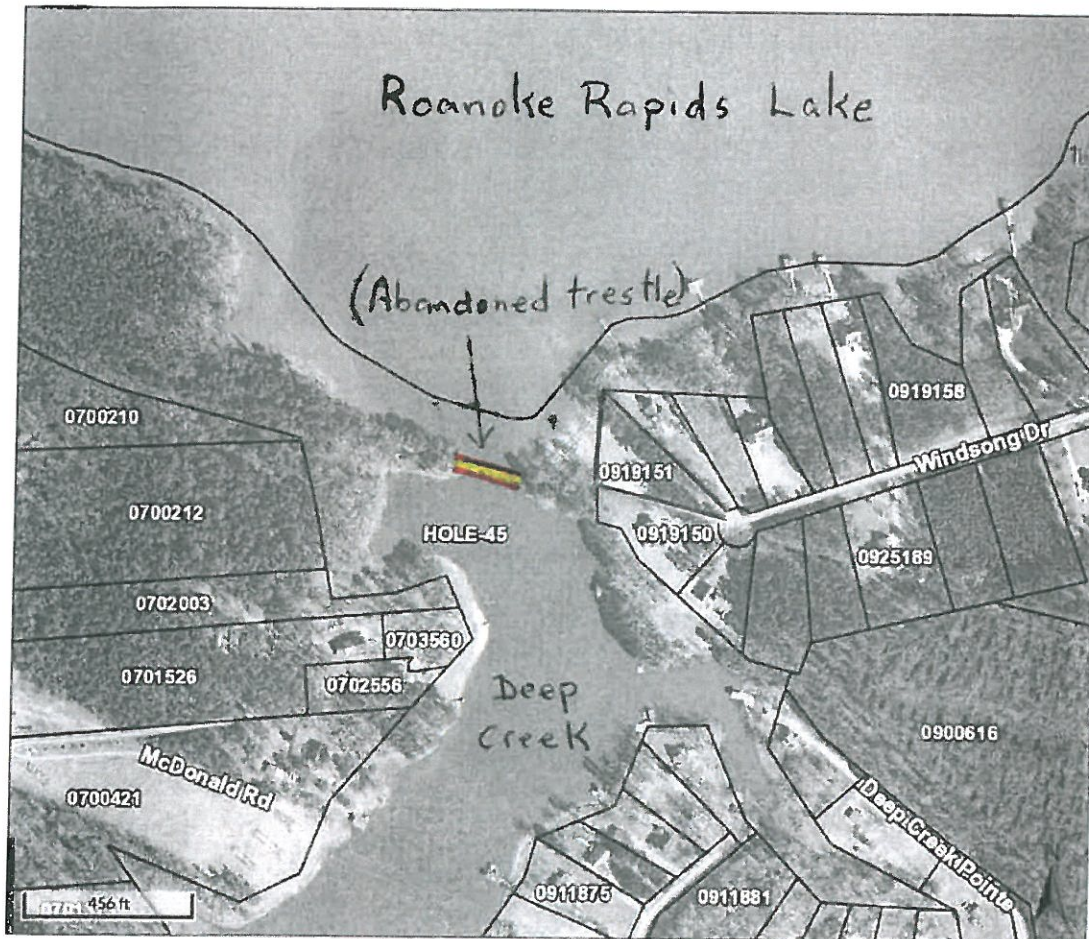 Roanoke Rapids Lake
(Abandoned trestle)
0700210
0919158
Windsong Dr
0919151
0700212
HOLE-45
0919150
0925189
0702003
0703560
0701526
0702556
Deep
Creek
0900616
McDonald Rd
0700421
Deep Creek Pointe
456 ft
0911875
0911881